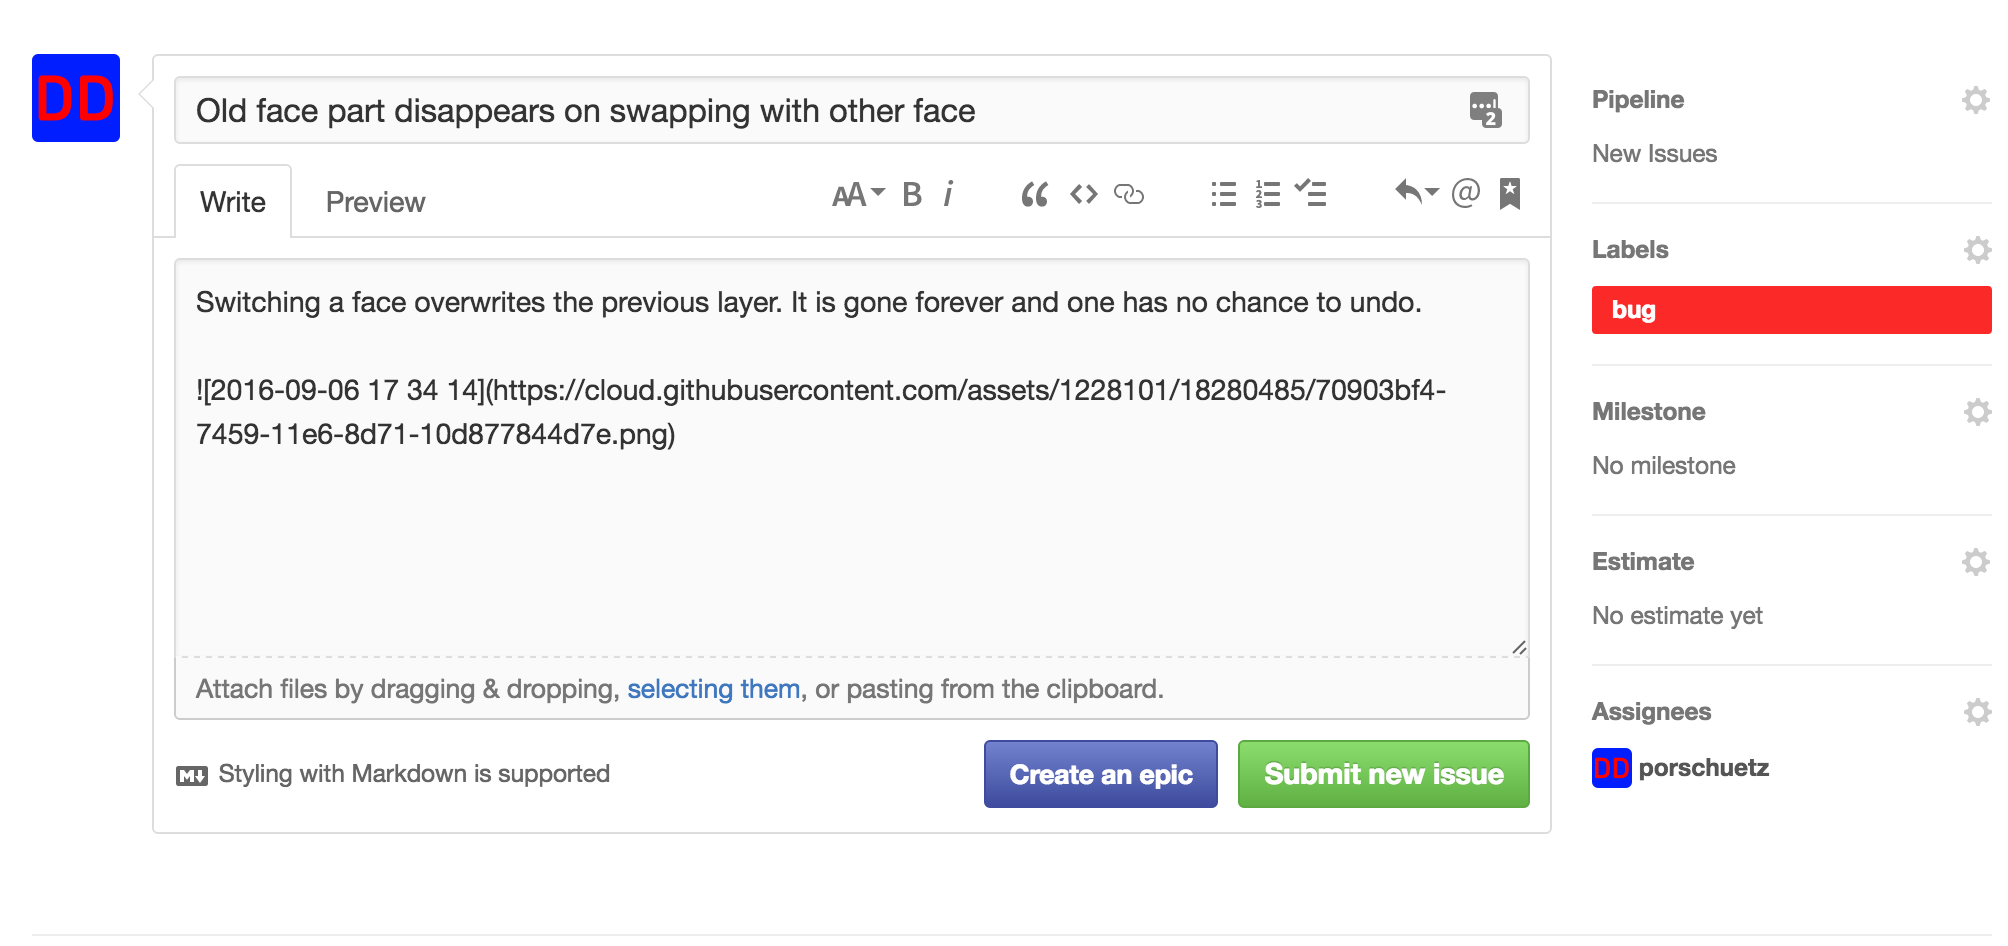 DD
Old face part disappears on swapping with other face
2
Write
Preview
AA B i
Switching a face overwrites the previous layer. It is gone forever and one has no chance to undo.
![2016-09-06 17 34 14](https://cloud.githubusercontent.com/assets/1228101/18280485/70903bf4-
7459-11e6-8d71-10d877844d7e.png)
Attach files by dragging & dropping, selecting them, or pasting from the clipboard.
M↓ Styling with Markdown is supported
Create an epic
Submit new issue
Pipeline
New Issues
Labels
bug
Milestone
No milestone
Estimate
No estimate yet
Assignees
DD porschuetz